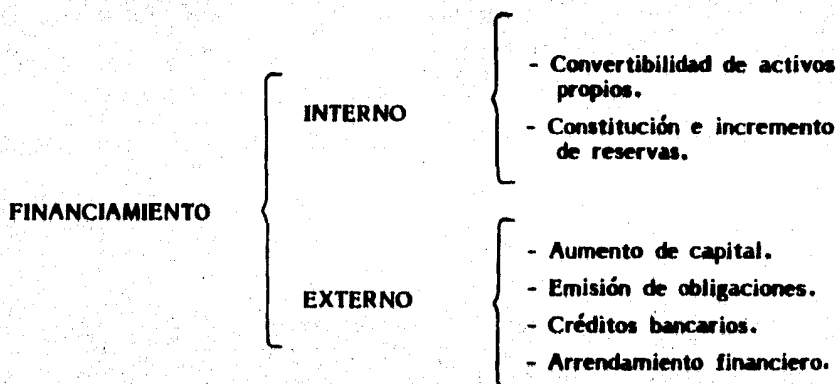 FINANCIAMIENTO
INTERNO
- Convertibilidad de activos
propios.
- Constitución e incremento
de reservas.
EXTERNO
- Aumento de capital.
- Emisión de obligaciones.
- Créditos bancarios.
- Arrendamiento financiero.